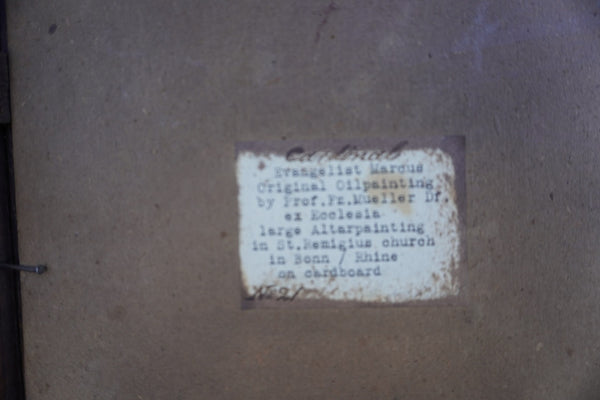 Cardinal
Evangelist Marcus
Original Oilpainting
by Prof.Fz.Mueller Df.
ex Ecclesia
large Altarpainting
in St.Remigius church
in Bonn / Rhine
on cardboard
No 21